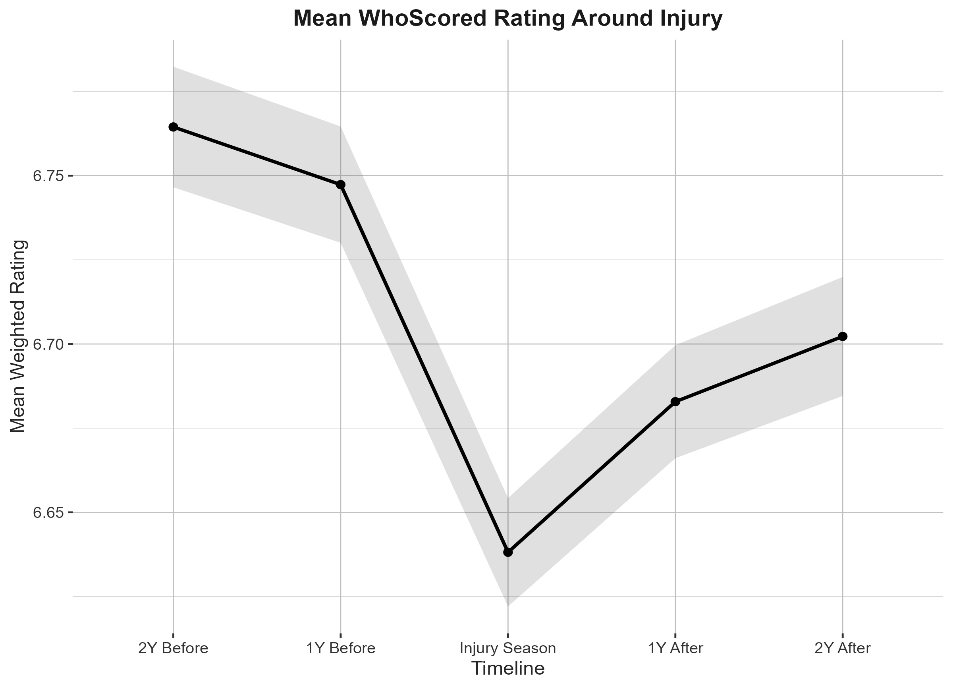 Mean WhoScored Rating Around Injury
Mean Weighted Rating
6.75
6.70
6.65
2Y Before
1Y Before
Injury Season
1Y After
2Y After
Timeline